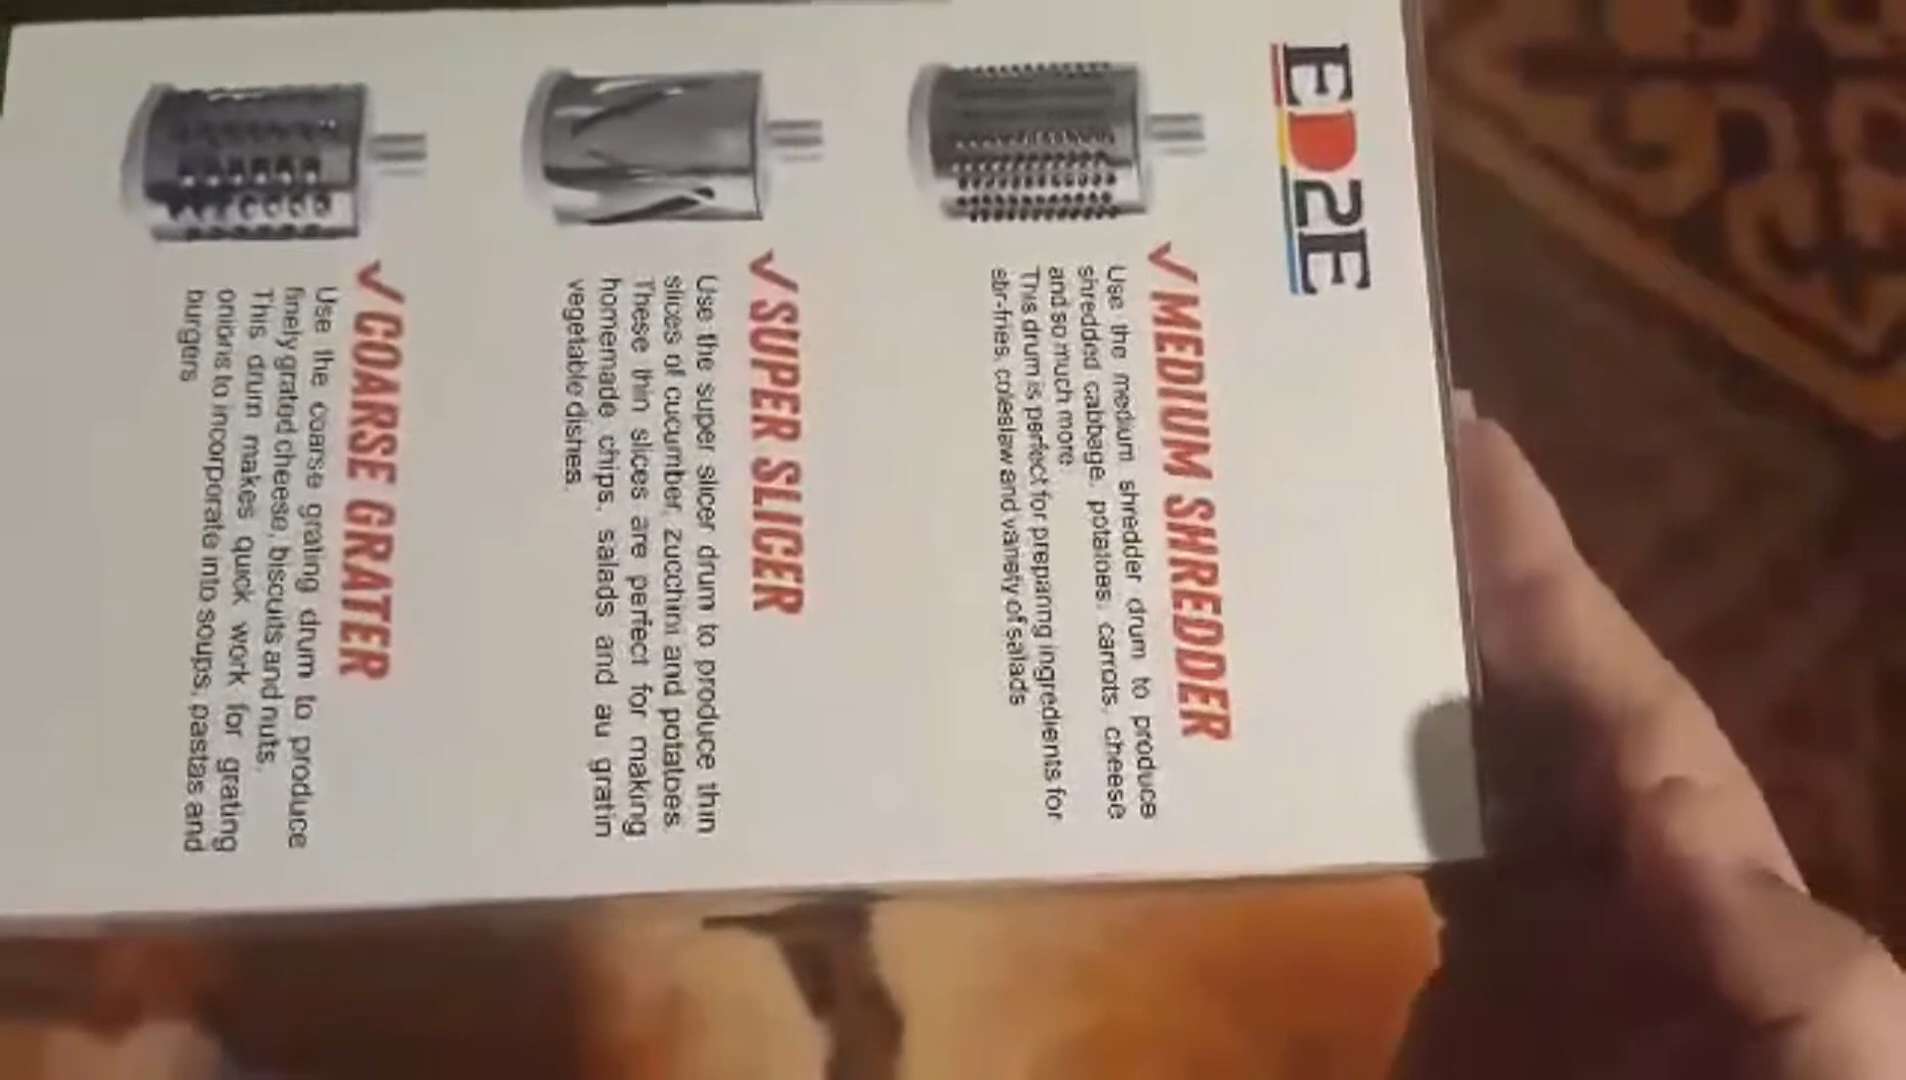 ED2E
✓MEDIUM SHREDDER
Use the medium shredder drum to produce
shredded cabbage, potatoes, carrots, cheese
and so much more
This drum is perfect for preparing ingredients for
stir-fries, coleslaw and variety of salads
✓SUPER SLICER
Use the super slicer drum to produce thin
slices of cucumber, zucchini and potatoes.
These thin slices are perfect for making
homemade chips, salads and au gratin
vegetable dishes.
✓COARSE GRATER
Use the coarse grating drum to produce
finely grated cheese, biscuits and nuts.
This drum makes quick work for grating
onions to incorporate into soups, pastas and
burgers